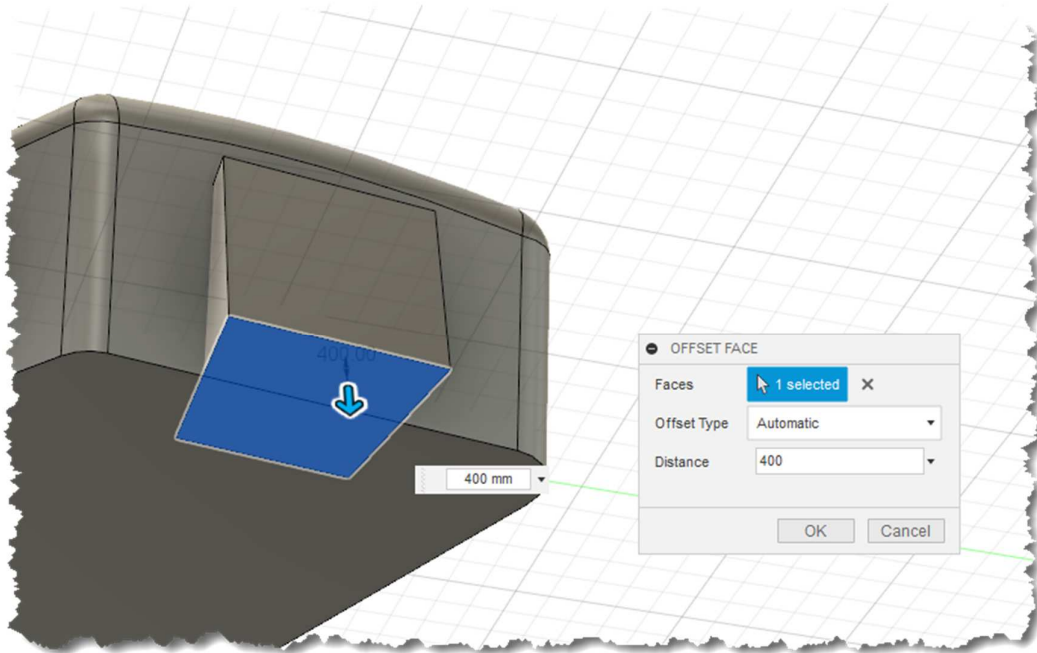 400.00
400 mm
OFFSET FACE
Faces 1 selected
Offset Type Automatic
Distance 400
OK Cancel